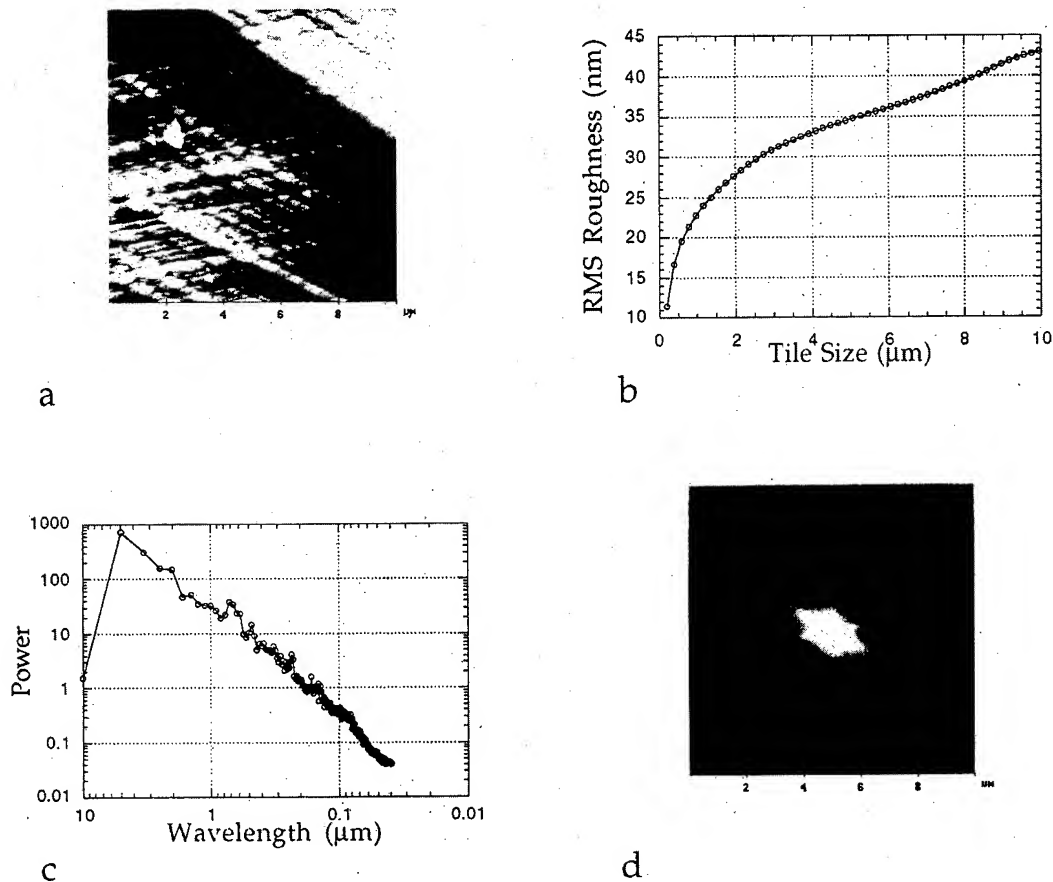 2 4 6 8 μm
a
RMS Roughness (nm)
45
40
35
30
25
20
15
10
0 2 4 6 8 10
Tile Size (μm)
b
Power
1000
100
10
1
0.1
0.01
10 1 0.1 0.01
Wavelength (μm)
c
2 4 6 8 μm
d